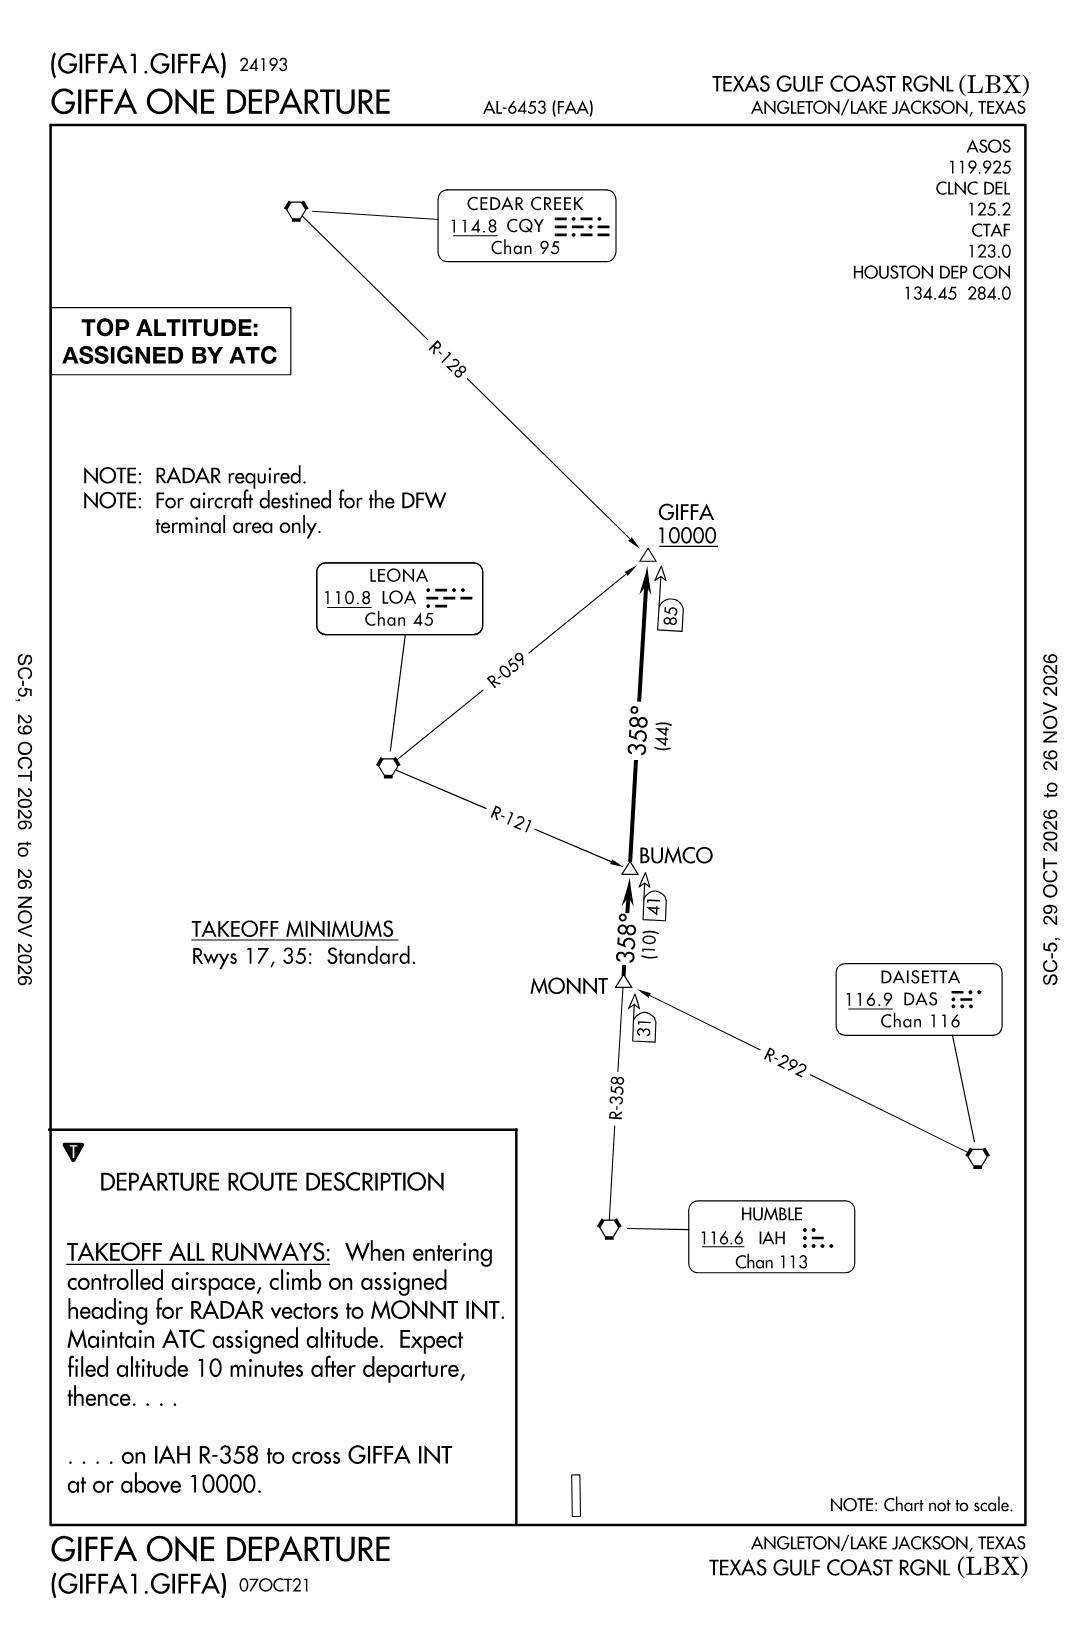 (GIFFA1.GIFFA) 24193
GIFFA ONE DEPARTURE
AL-6453 (FAA)
TEXAS GULF COAST RGNL (LBX)
ANGLETON/LAKE JACKSON, TEXAS
ASOS
119.925
CLNC DEL
125.2
CTAF
123.0
HOUSTON DEP CON
134.45 284.0
CEDAR CREEK
114.8 CQY
Chan 95
TOP ALTITUDE:
ASSIGNED BY ATC
R-128
NOTE: RADAR required.
NOTE: For aircraft destined for the DFW
terminal area only.
GIFFA
10000
LEONA
110.8 LOA
Chan 45
85
R-059
358°
(44)
R-121
BUMCO
41
358°
(10)
TAKEOFF MINIMUMS
Rwys 17, 35: Standard.
MONNT
31
DAISETTA
116.9 DAS
Chan 116
R-292
R-358
HUMBLE
116.6 IAH
Chan 113
T
DEPARTURE ROUTE DESCRIPTION
TAKEOFF ALL RUNWAYS: When entering
controlled airspace, climb on assigned
heading for RADAR vectors to MONNT INT.
Maintain ATC assigned altitude. Expect
filed altitude 10 minutes after departure,
thence. . . .
. . . . on IAH R-358 to cross GIFFA INT
at or above 10000.
NOTE: Chart not to scale.
SC-5, 29 OCT 2026 to 26 NOV 2026
SC-5, 29 OCT 2026 to 26 NOV 2026
GIFFA ONE DEPARTURE
(GIFFA1.GIFFA) 07OCT21
ANGLETON/LAKE JACKSON, TEXAS
TEXAS GULF COAST RGNL (LBX)